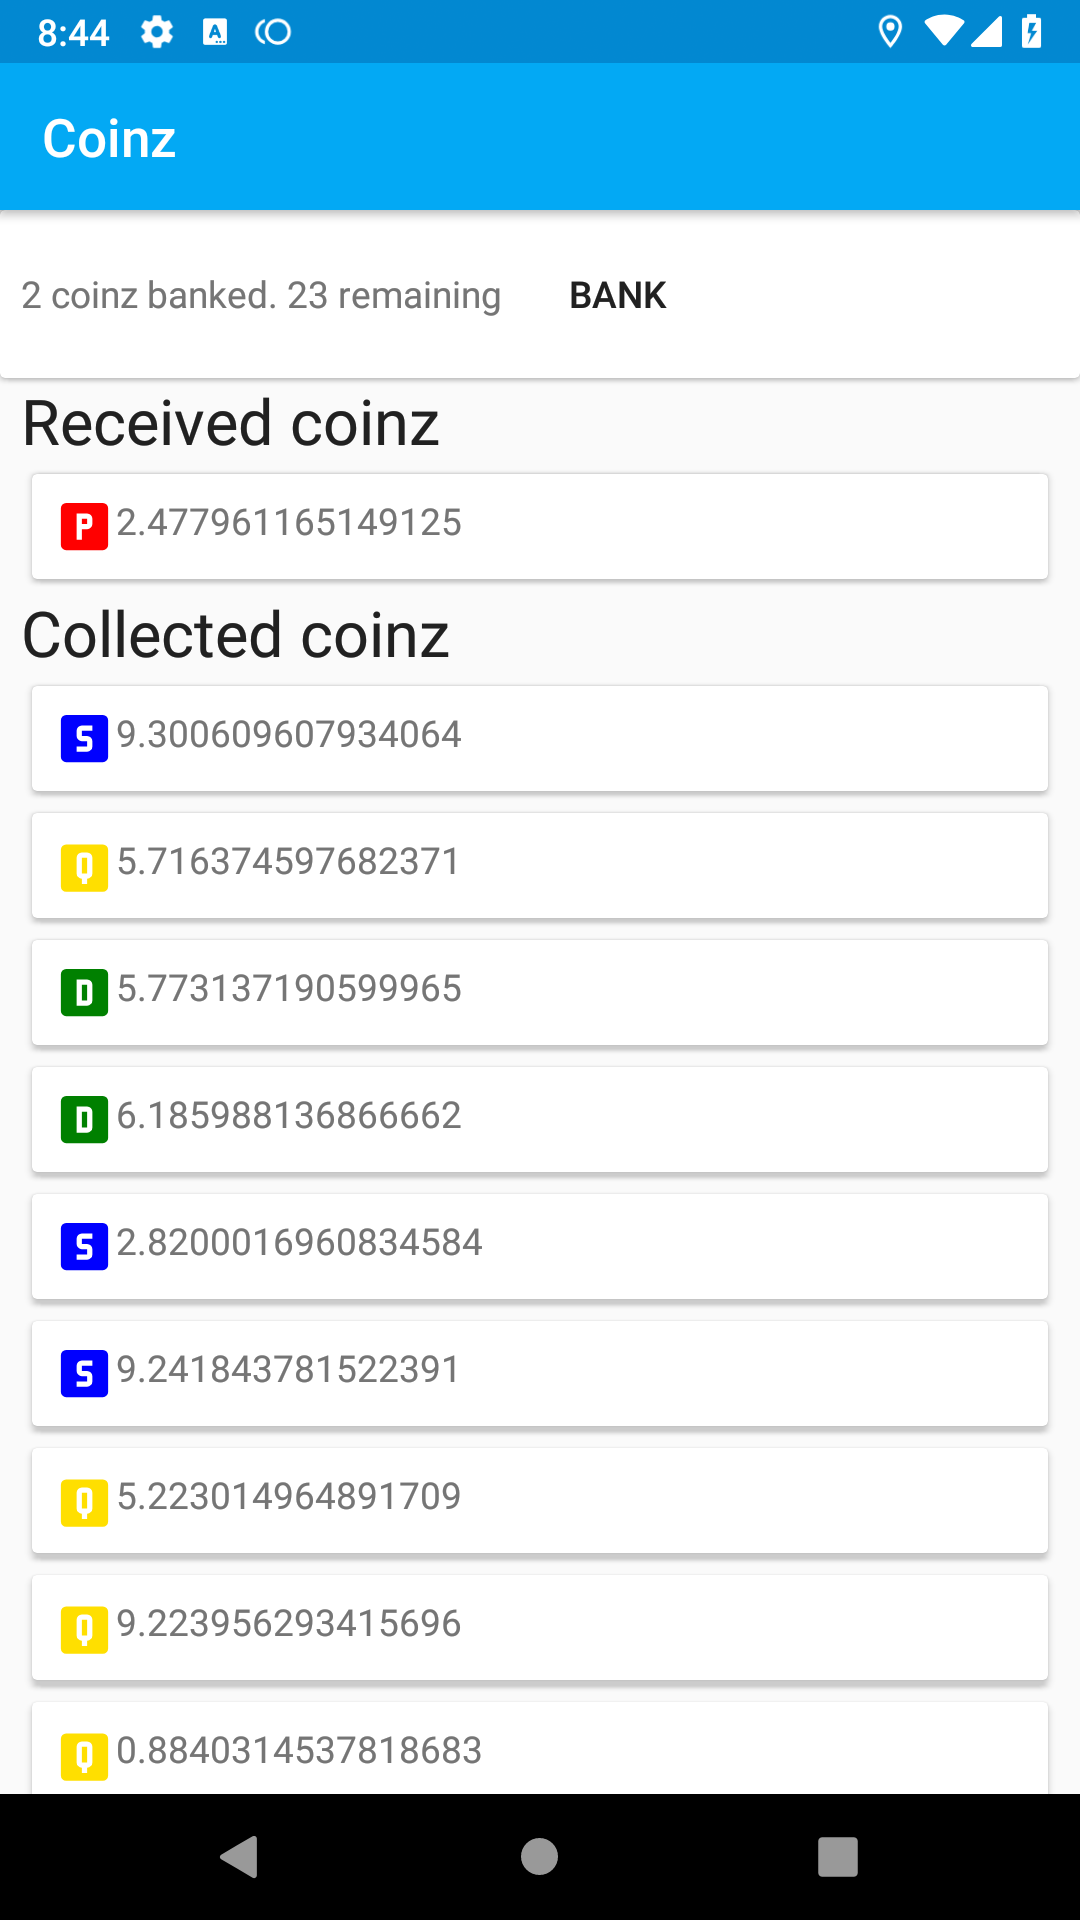 8:44
Coinz
2 coinz banked. 23 remaining BANK
Received coinz
P 2.477961165149125
Collected coinz
S 9.300609607934064
Q 5.716374597682371
D 5.773137190599965
D 6.185988136866662
S 2.8200016960834584
S 9.241843781522391
Q 5.223014964891709
Q 9.223956293415696
Q 0.8840314537818683